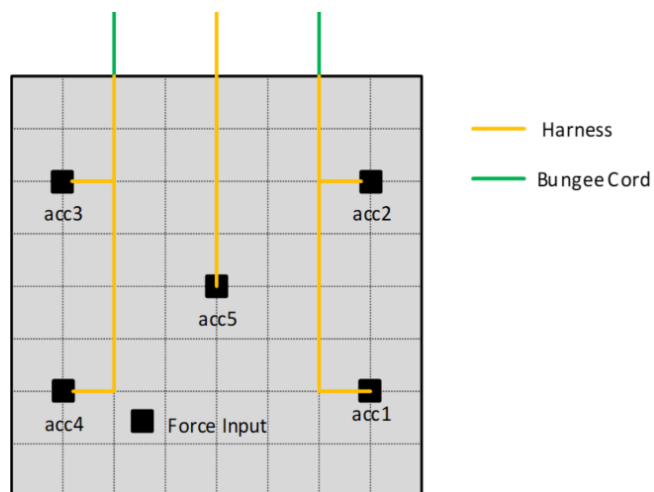 Harness
Bungee Cord
acc3
acc2
acc5
acc4
acc1
Force Input